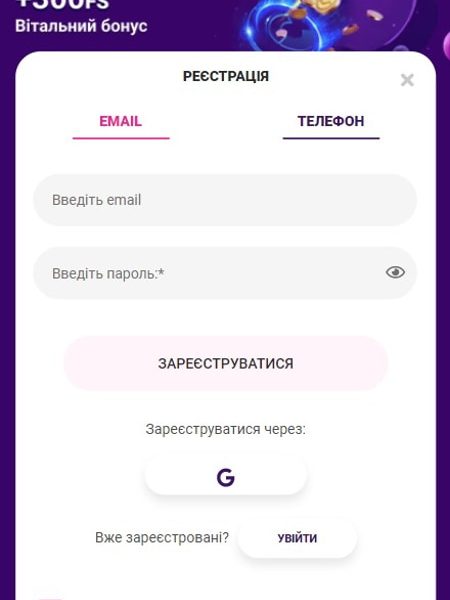 +300FS
Вітальний бонус
РЕЄСТРАЦІЯ
EMAIL
ТЕЛЕФОН
Введіть email
Введіть пароль:*
ЗАРЕЄСТРУВАТИСЯ
Зареєструватися через:
G
Вже зареєстровані?
УВІЙТИ